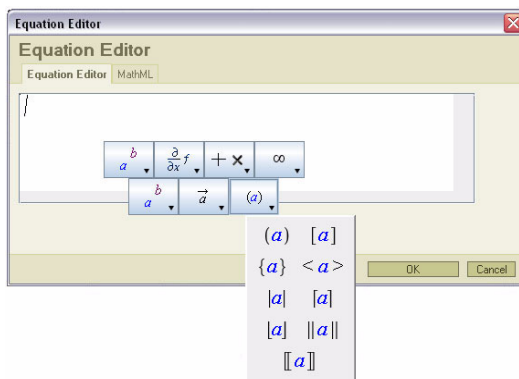 Equation Editor
Equation Editor
Equation Editor MathML
a b ∂/∂x f + × ∞
a b a⃗ (a)
(a) [a]
{a} <a>
|a| ⌈a⌉
⌊a⌋ ‖a‖
⟦a⟧
OK Cancel